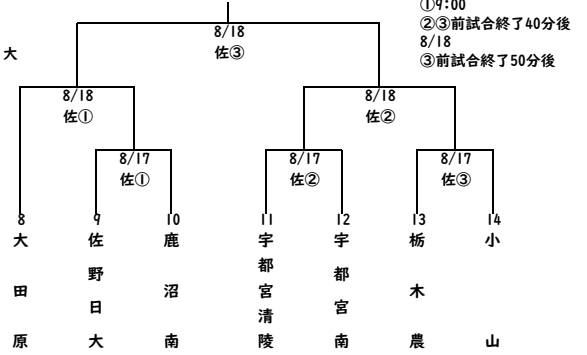 ①9:00
②③前試合終了40分後
8/18
③前試合終了50分後
8/18
佐③
大
8/18
佐①
8/18
佐②
8/17
佐①
8/17
佐②
8/17
佐③
8
9
10
11
12
13
14
大田原
佐野日大
鹿沼南
宇都宮清陵
宇都宮南
栃木農
小山